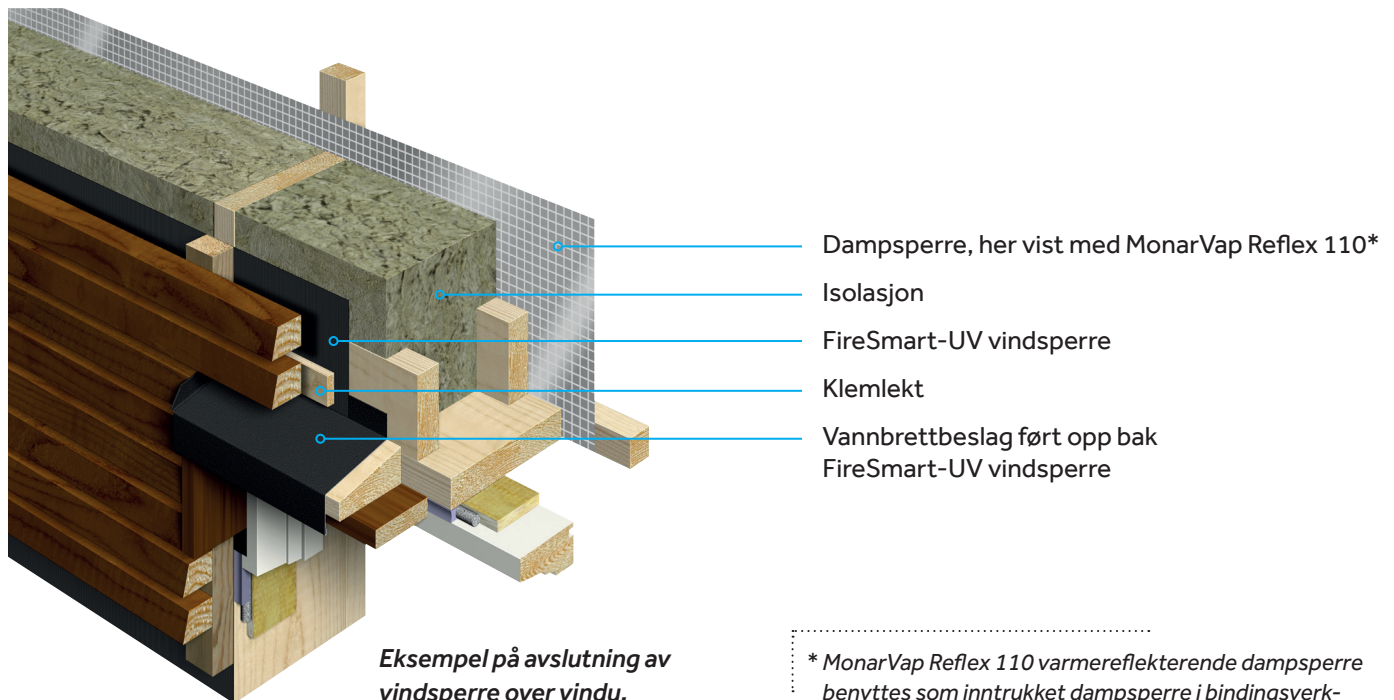 Dampsperre, her vist med MonarVap Reflex 110*
Isolasjon
FireSmart-UV vindsperre
Klemlekt
Vannbrettbeslag ført opp bak
FireSmart-UV vindsperre
Eksempel på avslutning av
vindsperre over vindu.
* MonarVap Reflex 110 varmereflekterende dampsperre
benyttes som inntrukket dampsperre i bindingsverk-